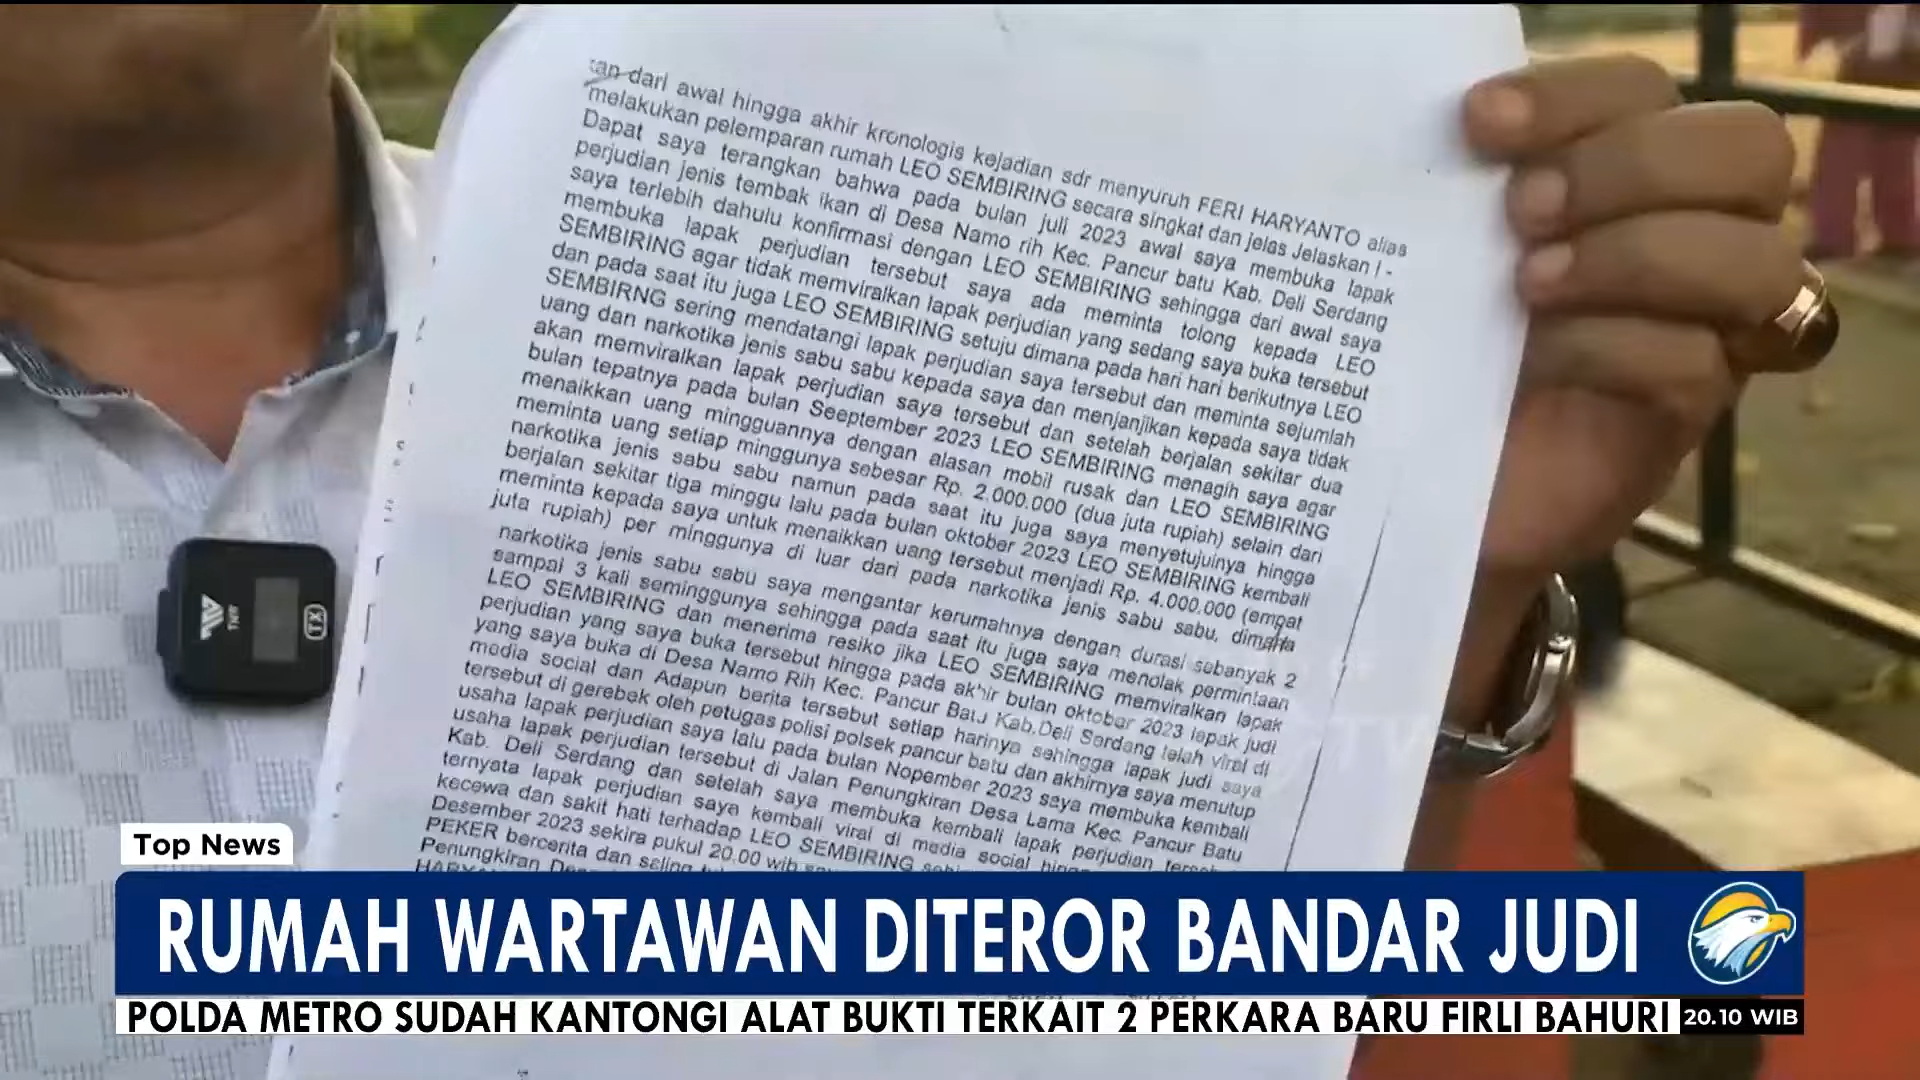 dari awal hingga akhir kronologis kejadian sdr menyuruh FERI HARYANTO alias
melakukan pelemparan rumah LEO SEMBIRING secara singkat dan jelas Jelaskan I -
Dapat saya terangkan bahwa pada bulan juli 2023 awal saya membuka lapak
perjudian jenis tembak ikan di Desa Namo rih Kec. Pancur batu Kab. Deli Serdang
saya terlebih dahulu konfirmasi dengan LEO SEMBIRING sehingga dari awal saya
membuka lapak perjudian tersebut saya ada meminta tolong kepada LEO
SEMBIRING agar tidak memviralkan lapak perjudian yang sedang saya buka tersebut
dan pada saat itu juga LEO SEMBIRING setuju dimana pada hari hari berikutnya LEO
SEMBIRNG sering mendatangi lapak perjudian saya tersebut dan meminta sejumlah
uang dan narkotika jenis sabu sabu kepada saya dan menjanjikan kepada saya tidak
akan memviralkan lapak perjudian saya tersebut dan setelah berjalan sekitar dua
bulan tepatnya pada bulan Seeptember 2023 LEO SEMBIRING menagih saya agar
menaikkan uang mingguannya dengan alasan mobil rusak dan LEO SEMBIRING
meminta uang setiap minggunya sebesar Rp. 2.000.000 (dua juta rupiah) selain dari
narkotika jenis sabu sabu namun pada saat itu juga saya menyetujuinya hingga
berjalan sekitar tiga minggu lalu pada bulan oktober 2023 LEO SEMBIRING kembali
meminta kepada saya untuk menaikkan uang tersebut menjadi Rp. 4.000.000 (empat
juta rupiah) per minggunya di luar dari pada narkotika jenis sabu sabu, dimana
narkotika jenis sabu sabu saya mengantar kerumahnya dengan durasi sebanyak 2
sampai 3 kali seminggunya sehingga pada saat itu juga saya menolak permintaan
LEO SEMBIRING dan menerima resiko jika LEO SEMBIRING memviralkan lapak
perjudian yang saya buka tersebut hingga pada akhir bulan oktober 2023 lapak judi
yang saya buka di Desa Namo Rih Kec. Pancur Batu Kab.Deli Serdang telah viral di
media social dan Adapun berita tersebut setiap harinya sehingga lapak judi saya
tersebut di gerebek oleh petugas polisi polsek pancur batu dan akhirnya saya menutup
usaha lapak perjudian saya lalu pada bulan Nopember 2023 saya membuka kembali
usaha lapak perjudian tersebut di Jalan Penungkiran Desa Lama Kec. Pancur Batu
Kab. Deli Serdang dan setelah saya membuka kembali lapak perjudian
ternyata lapak perjudian saya kembali viral di media social
kecewa dan sakit hati terhadap LEO SEMBIRING
Desember 2023 sekira pukul 20.00 wib
PEKER bercerita dan saling
Penungkiran
TNR
TX
Top News
RUMAH WARTAWAN DITEROR BANDAR JUDI
POLDA METRO SUDAH KANTONGI ALAT BUKTI TERKAIT 2 PERKARA BARU FIRLI BAHURI
20.10 WIB